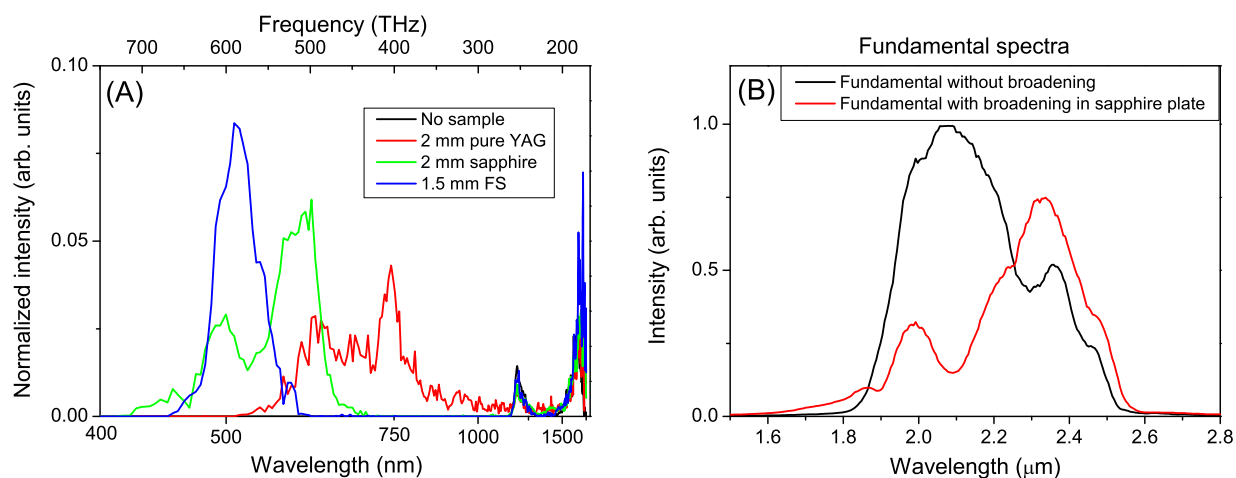 Frequency (THz)
700 600 500 400 300 200
(A)
No sample
2 mm pure YAG
2 mm sapphire
1.5 mm FS
0.10
0.05
0.00
Normalized intensity (arb. units)
400 500 750 1000 1500
Wavelength (nm)
Fundamental spectra
(B)
Fundamental without broadening
Fundamental with broadening in sapphire plate
1.0
0.5
0.0
Intensity (arb. units)
1.6 1.8 2.0 2.2 2.4 2.6 2.8
Wavelength (μm)